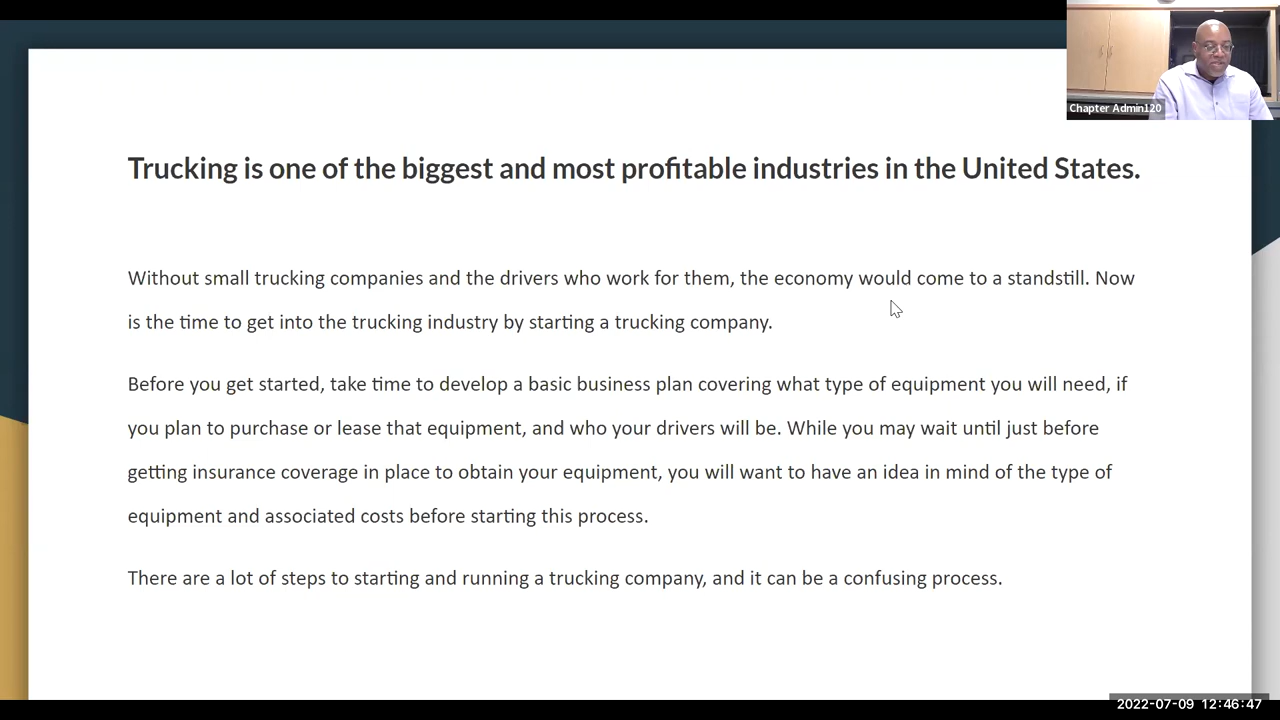 Chapter Admin120
Trucking is one of the biggest and most profitable industries in the United States.
Without small trucking companies and the drivers who work for them, the economy would come to a standstill. Now
is the time to get into the trucking industry by starting a trucking company.
Before you get started, take time to develop a basic business plan covering what type of equipment you will need, if
you plan to purchase or lease that equipment, and who your drivers will be. While you may wait until just before
getting insurance coverage in place to obtain your equipment, you will want to have an idea in mind of the type of
equipment and associated costs before starting this process.
There are a lot of steps to starting and running a trucking company, and it can be a confusing process.
2022-07-09 12:46:47